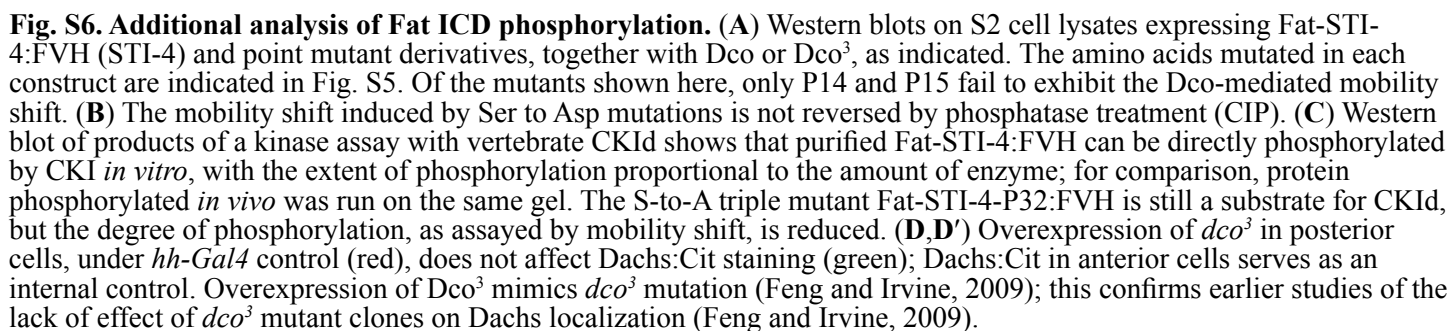 Fig. S6. Additional analysis of Fat ICD phosphorylation. (A) Western blots on S2 cell lysates expressing Fat-STI-
4:FVH (STI-4) and point mutant derivatives, together with Dco or Dco³, as indicated. The amino acids mutated in each
construct are indicated in Fig. S5. Of the mutants shown here, only P14 and P15 fail to exhibit the Dco-mediated mobility
shift. (B) The mobility shift induced by Ser to Asp mutations is not reversed by phosphatase treatment (CIP). (C) Western
blot of products of a kinase assay with vertebrate CKId shows that purified Fat-STI-4:FVH can be directly phosphorylated
by CKI in vitro, with the extent of phosphorylation proportional to the amount of enzyme; for comparison, protein
phosphorylated in vivo was run on the same gel. The S-to-A triple mutant Fat-STI-4-P32:FVH is still a substrate for CKId,
but the degree of phosphorylation, as assayed by mobility shift, is reduced. (D,D′) Overexpression of dco³ in posterior
cells, under hh-Gal4 control (red), does not affect Dachs:Cit staining (green); Dachs:Cit in anterior cells serves as an
internal control. Overexpression of Dco³ mimics dco³ mutation (Feng and Irvine, 2009); this confirms earlier studies of the
lack of effect of dco³ mutant clones on Dachs localization (Feng and Irvine, 2009).